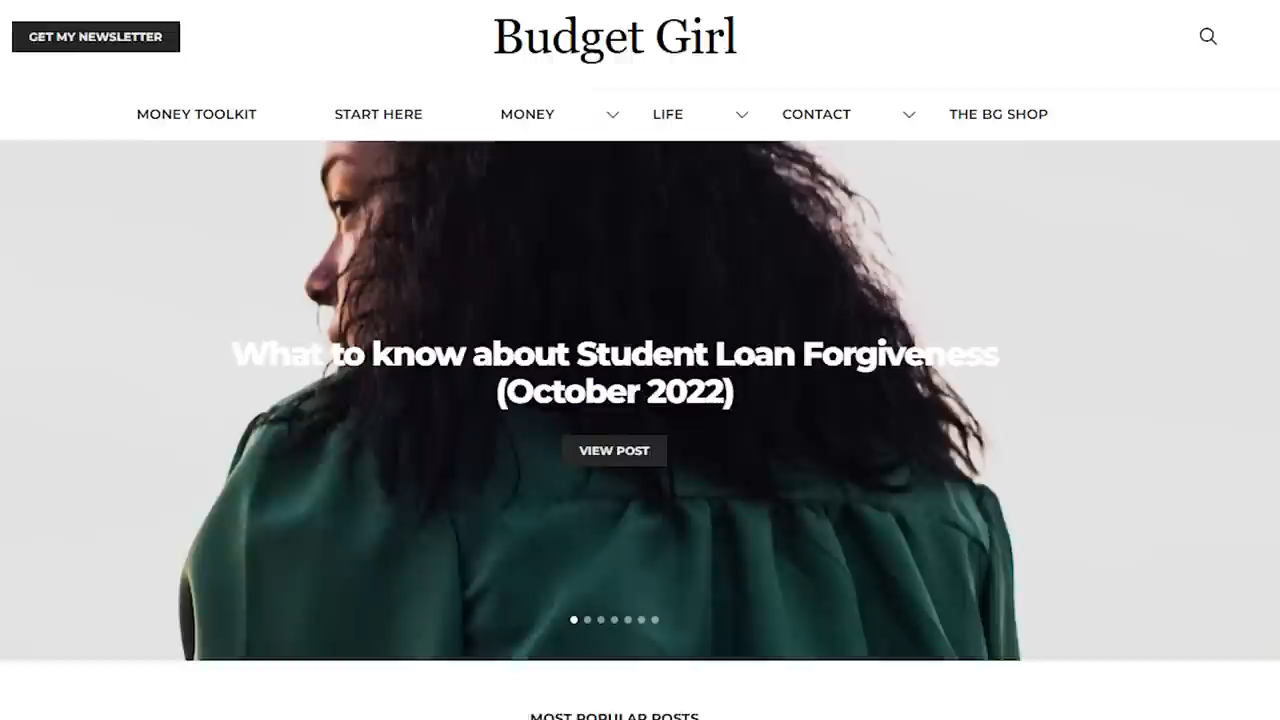 GET MY NEWSLETTER
Budget Girl
MONEY TOOLKIT START HERE MONEY LIFE CONTACT THE BG SHOP
What to know about Student Loan Forgiveness
(October 2022)
VIEW POST
MOST POPULAR POSTS